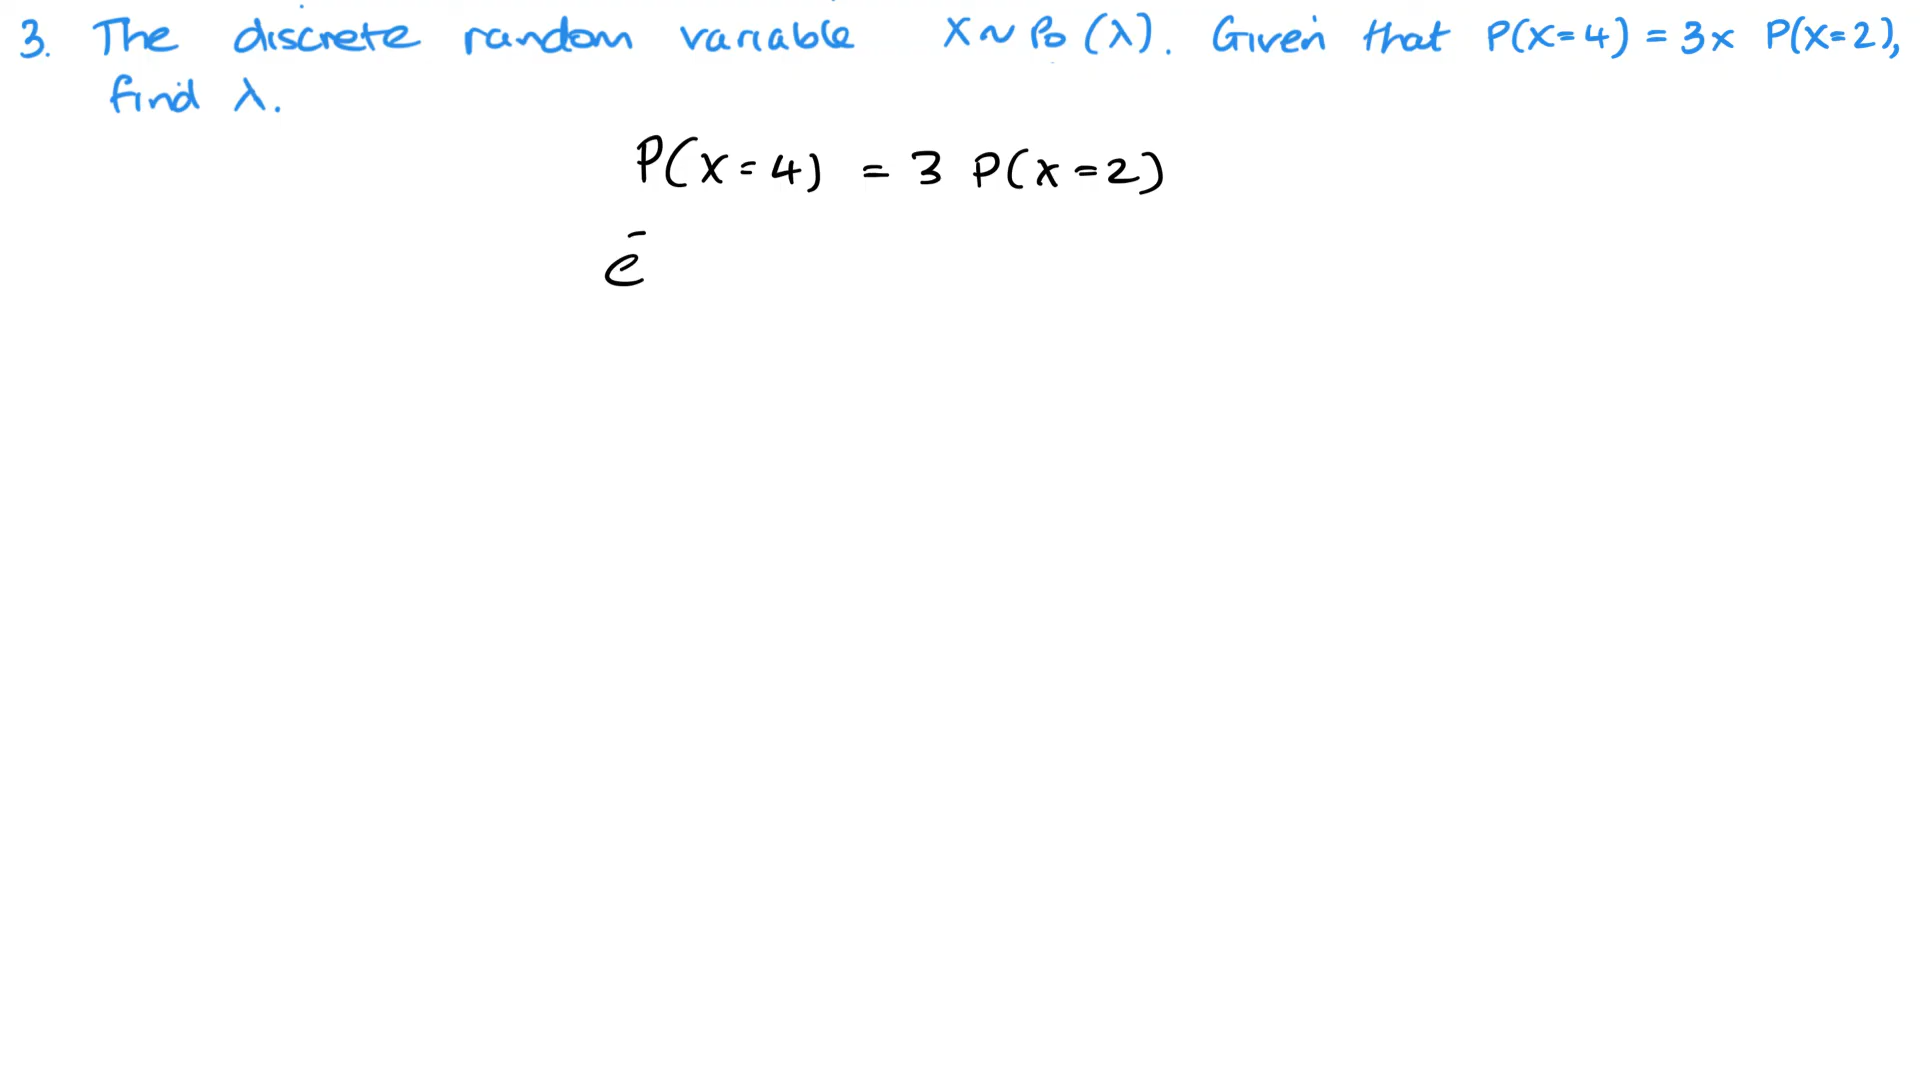 3. The discrete random variable X~Po(λ). Given that P(X=4) = 3× P(X=2),
find λ.
P(X=4) = 3 P(X=2)
e⁻